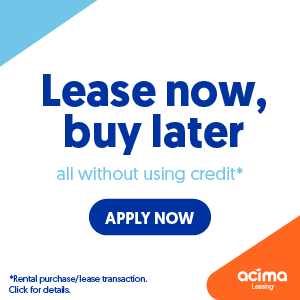 Lease now,
buy later
all without using credit*
APPLY NOW
*Rental purchase/lease transaction.
Click for details.
acima
Leasing